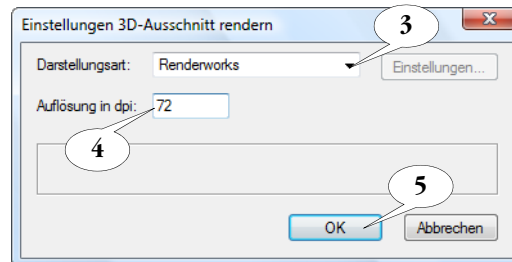 Einstellungen 3D-Ausschnitt rendern
3
Darstellungsart: Renderworks Einstellungen...
Auflösung in dpi: 72
4
5
OK Abbrechen